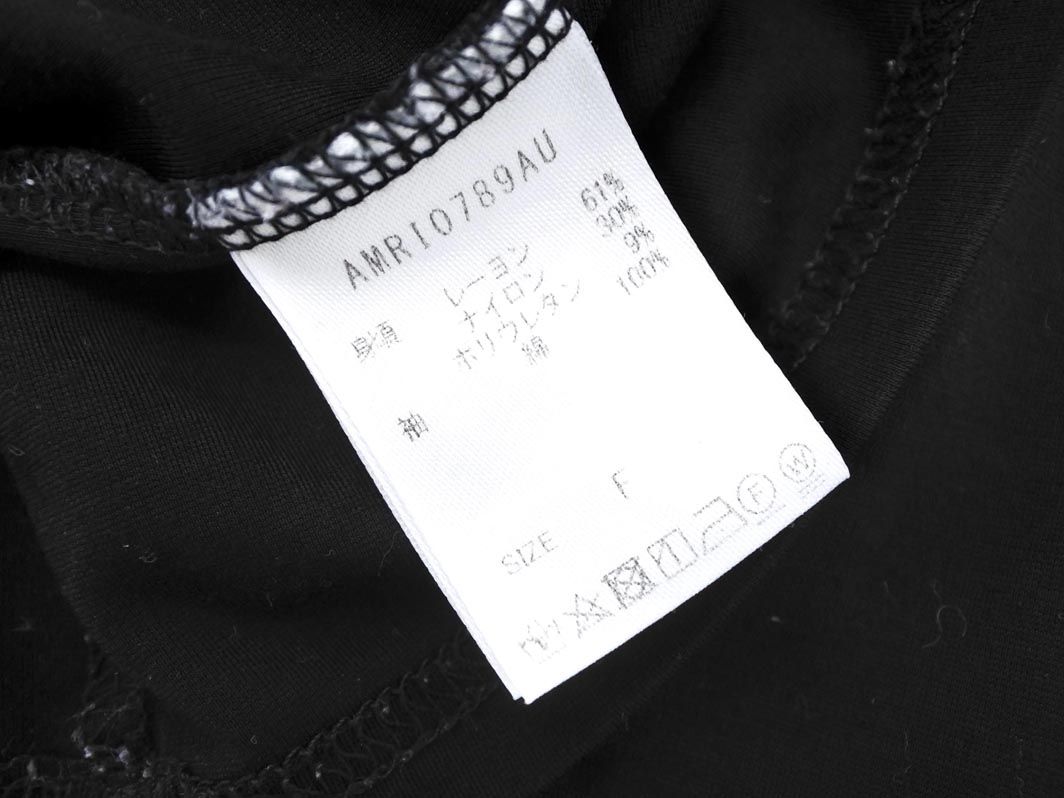 AMRI0789AU
身頃 レーヨン 61%
ナイロン 30%
ポリウレタン 9%
袖 綿 100%
SIZE F
F
W